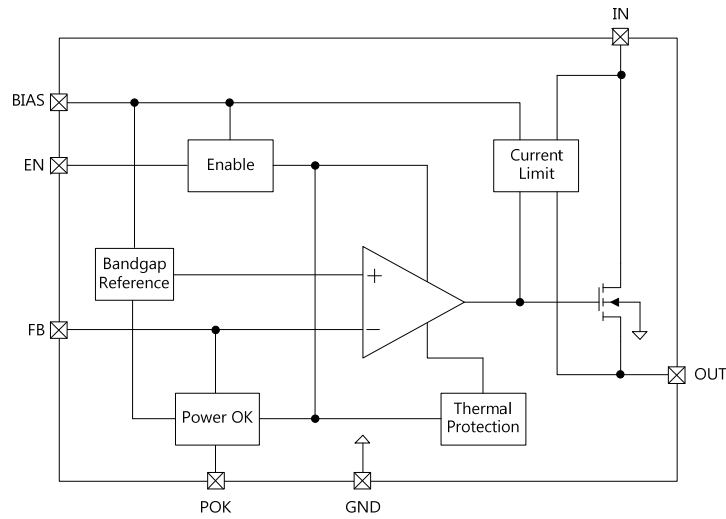 IN
BIAS
EN
Enable
Current
Limit
Bandgap
Reference
+
−
FB
OUT
Power OK
Thermal
Protection
POK
GND